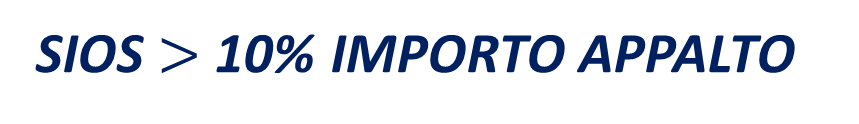 SIOS > 10% IMPORTO APPALTO